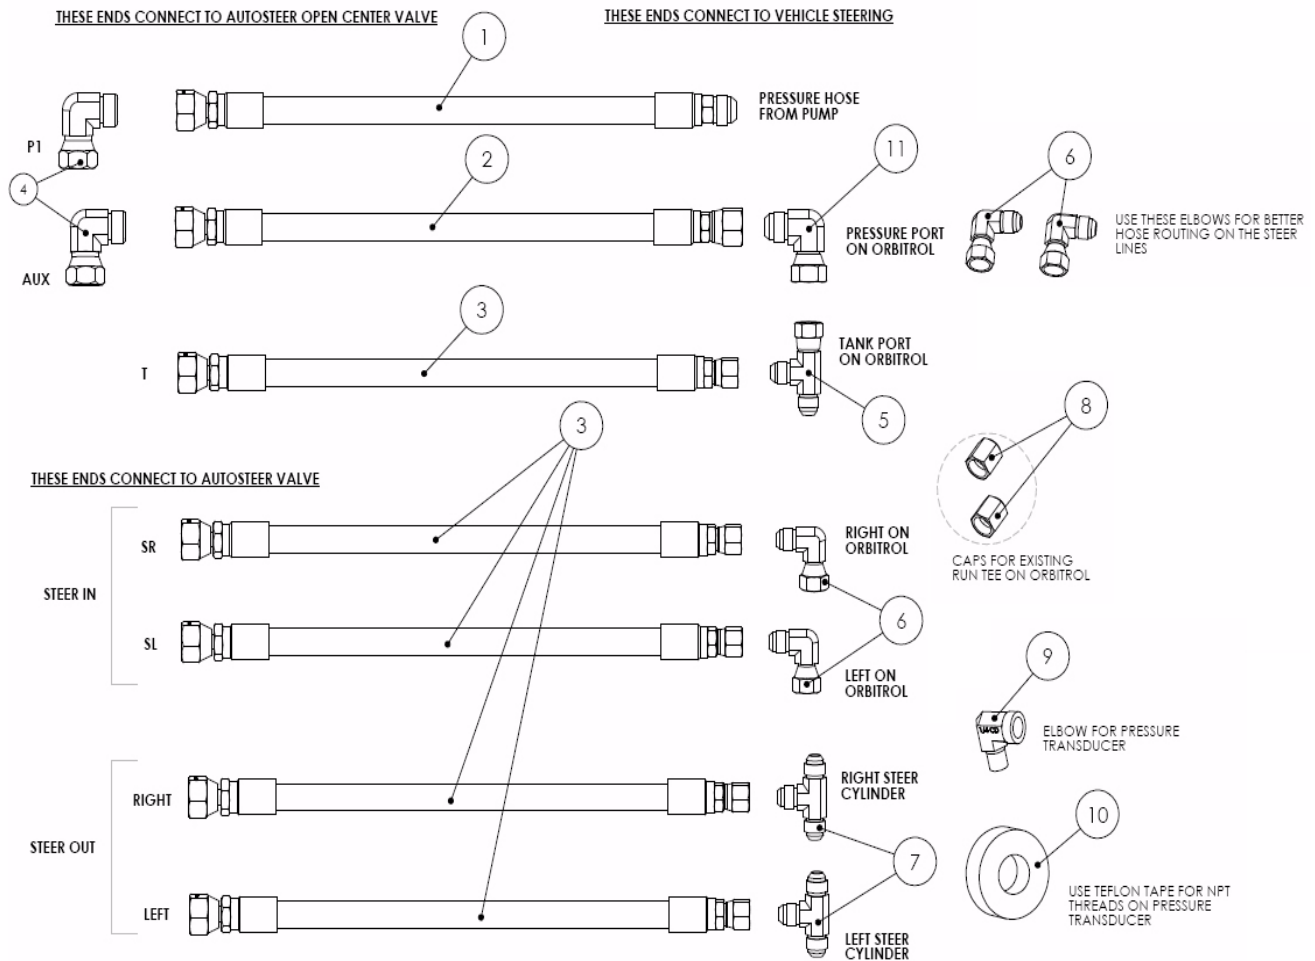 THESE ENDS CONNECT TO AUTOSTEER OPEN CENTER VALVE
THESE ENDS CONNECT TO VEHICLE STEERING
1
PRESSURE HOSE
FROM PUMP
P1
4
2
11
6
PRESSURE PORT
ON ORBITROL
USE THESE ELBOWS FOR BETTER
HOSE ROUTING ON THE STEER
LINES
AUX
3
TANK PORT
ON ORBITROL
T
5
3
8
THESE ENDS CONNECT TO AUTOSTEER VALVE
SR
RIGHT ON
ORBITROL
CAPS FOR EXISTING
RUN TEE ON ORBITROL
STEER IN
6
SL
LEFT ON
ORBITROL
9
1/4 CD
ELBOW FOR PRESSURE
TRANSDUCER
RIGHT
RIGHT STEER
CYLINDER
10
STEER OUT
7
USE TEFLON TAPE FOR NPT
THREADS ON PRESSURE
TRANSDUCER
LEFT
LEFT STEER
CYLINDER